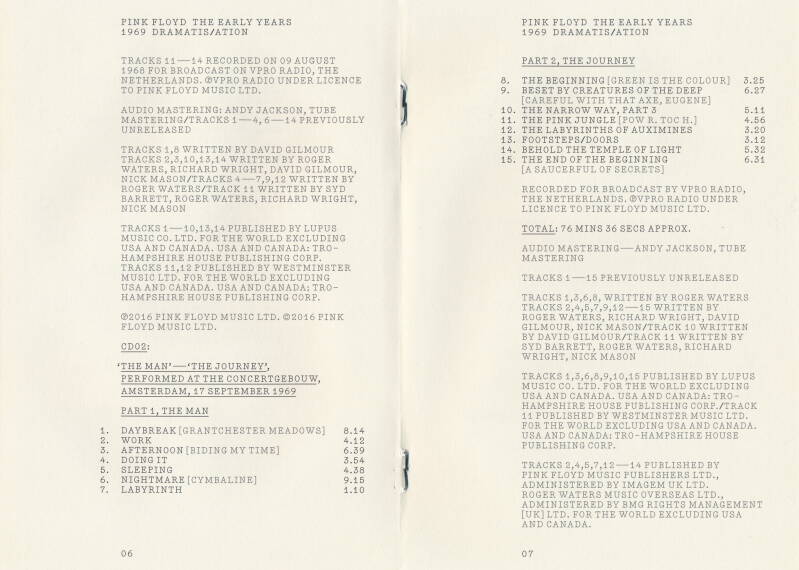 PINK FLOYD THE EARLY YEARS
1969 DRAMATIS/ATION
TRACKS 11—14 RECORDED ON 09 AUGUST
1968 FOR BROADCAST ON VPRO RADIO, THE
NETHERLANDS. ℗VPRO RADIO UNDER LICENCE
TO PINK FLOYD MUSIC LTD.
AUDIO MASTERING: ANDY JACKSON, TUBE
MASTERING/TRACKS 1—4, 6—14 PREVIOUSLY
UNRELEASED
TRACKS 1,8 WRITTEN BY DAVID GILMOUR
TRACKS 2,3,10,13,14 WRITTEN BY ROGER
WATERS, RICHARD WRIGHT, DAVID GILMOUR,
NICK MASON/TRACKS 4—7,9,12 WRITTEN BY
ROGER WATERS/TRACK 11 WRITTEN BY SYD
BARRETT, ROGER WATERS, RICHARD WRIGHT,
NICK MASON
TRACKS 1—10,13,14 PUBLISHED BY LUPUS
MUSIC CO. LTD. FOR THE WORLD EXCLUDING
USA AND CANADA. USA AND CANADA: TRO-
HAMPSHIRE HOUSE PUBLISHING CORP.
TRACKS 11,12 PUBLISHED BY WESTMINSTER
MUSIC LTD. FOR THE WORLD EXCLUDING
USA AND CANADA. USA AND CANADA; TRO-
HAMPSHIRE HOUSE PUBLISHING CORP.
℗2016 PINK FLOYD MUSIC LTD. ©2016 PINK
FLOYD MUSIC LTD.
CD02:
'THE MAN'—'THE JOURNEY',
PERFORMED AT THE CONCERTGEBOUW,
AMSTERDAM, 17 SEPTEMBER 1969
PART 1, THE MAN
1. DAYBREAK [GRANTCHESTER MEADOWS] 8.14
2. WORK 4.12
3. AFTERNOON [BIDING MY TIME] 6.39
4. DOING IT 3.54
5. SLEEPING 4.38
6. NIGHTMARE [CYMBALINE] 9.15
7. LABYRINTH 1.10
06
PINK FLOYD THE EARLY YEARS
1969 DRAMATIS/ATION
PART 2, THE JOURNEY
8. THE BEGINNING [GREEN IS THE COLOUR] 3.25
9. BESET BY CREATURES OF THE DEEP 6.27
[CAREFUL WITH THAT AXE, EUGENE]
10. THE NARROW WAY, PART 3 5.11
11. THE PINK JUNGLE [POW R. TOC H.] 4.56
12. THE LABYRINTHS OF AUXIMINES 3.20
13. FOOTSTEPS/DOORS 3.12
14. BEHOLD THE TEMPLE OF LIGHT 5.32
15. THE END OF THE BEGINNING 6.31
[A SAUCERFUL OF SECRETS]
RECORDED FOR BROADCAST BY VPRO RADIO,
THE NETHERLANDS. ℗VPRO RADIO UNDER
LICENCE TO PINK FLOYD MUSIC LTD.
TOTAL: 76 MINS 36 SECS APPROX.
AUDIO MASTERING—ANDY JACKSON, TUBE
MASTERING
TRACKS 1—15 PREVIOUSLY UNRELEASED
TRACKS 1,3,6,8, WRITTEN BY ROGER WATERS
TRACKS 2,4,5,7,9,12—15 WRITTEN BY
ROGER WATERS, RICHARD WRIGHT, DAVID
GILMOUR, NICK MASON/TRACK 10 WRITTEN
BY DAVID GILMOUR/TRACK 11 WRITTEN BY
SYD BARRETT, ROGER WATERS, RICHARD
WRIGHT, NICK MASON
TRACKS 1,3,6,8,9,10,15 PUBLISHED BY LUPUS
MUSIC CO. LTD. FOR THE WORLD EXCLUDING
USA AND CANADA. USA AND CANADA: TRO-
HAMPSHIRE HOUSE PUBLISHING CORP./TRACK
11 PUBLISHED BY WESTMINSTER MUSIC LTD.
FOR THE WORLD EXCLUDING USA AND CANADA.
USA AND CANADA: TRO-HAMPSHIRE HOUSE
PUBLISHING CORP.
TRACKS 2,4,5,7,12—14 PUBLISHED BY
PINK FLOYD MUSIC PUBLISHERS LTD.,
ADMINISTERED BY IMAGEM UK LTD.
ROGER WATERS MUSIC OVERSEAS LTD.,
ADMINISTERED BY BMG RIGHTS MANAGEMENT
[UK] LTD. FOR THE WORLD EXCLUDING USA
AND CANADA.
07